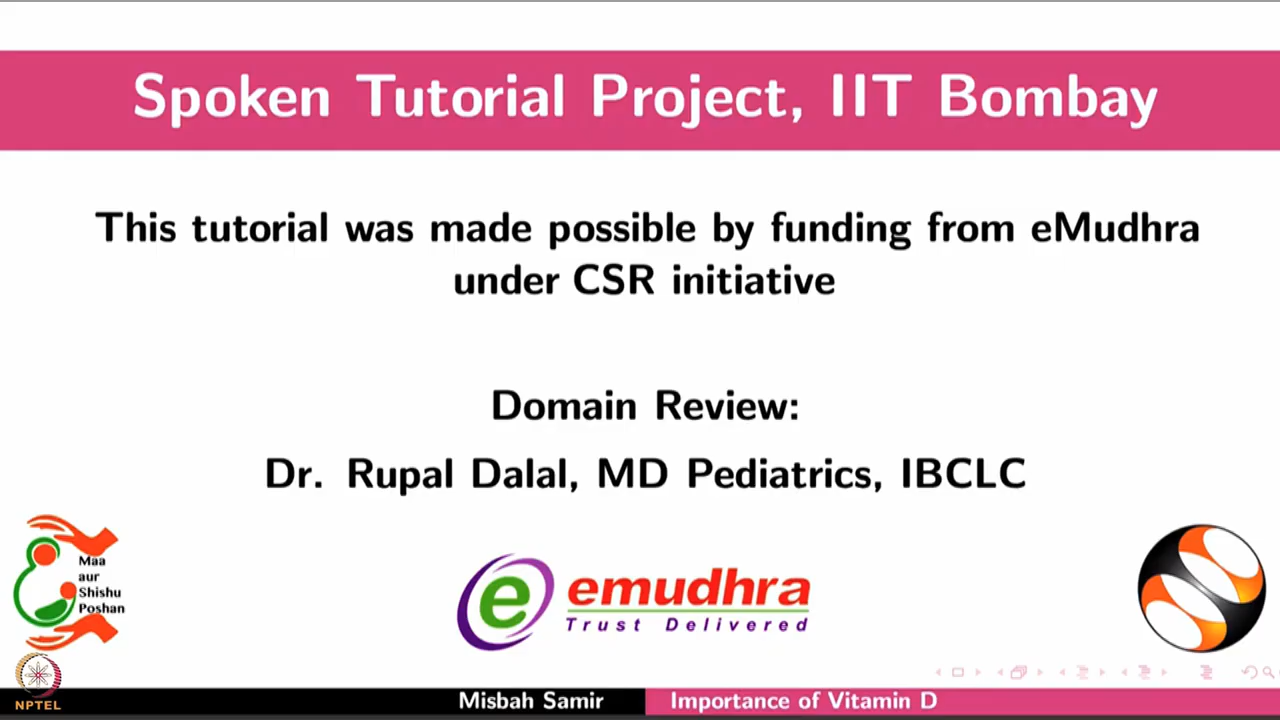 Spoken Tutorial Project, IIT Bombay
This tutorial was made possible by funding from eMudhra
under CSR initiative
Domain Review:
Dr. Rupal Dalal, MD Pediatrics, IBCLC
Maa
aur
Shishu
Poshan
e emudhra
Trust Delivered
NPTEL
Misbah Samir
Importance of Vitamin D